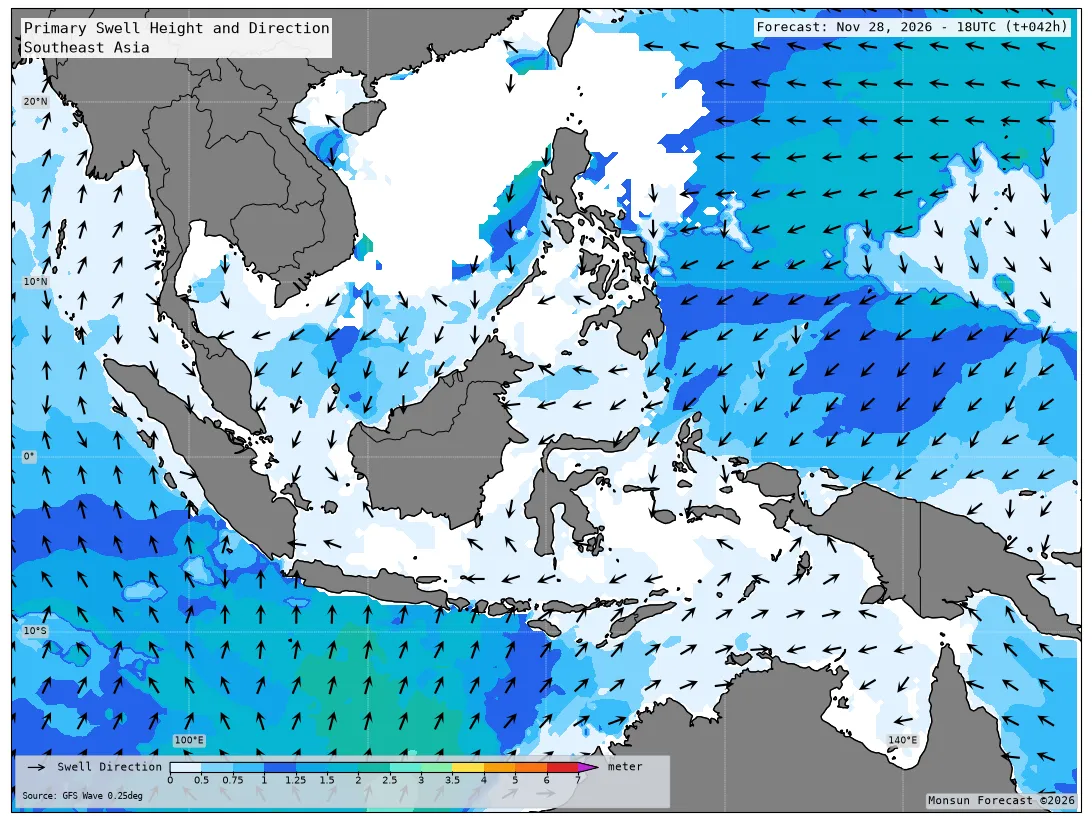 Primary Swell Height and Direction
Southeast Asia
Forecast: Nov 28, 2026 - 18UTC (t+042h)
20°N
10°N
0°
10°S
100°E
140°E
Swell Direction
0 0.5 0.75 1 1.25 1.5 2 2.5 3 3.5 4 5 6 7
meter
Source: GFS Wave 0.25deg
Monsun Forecast ©2026